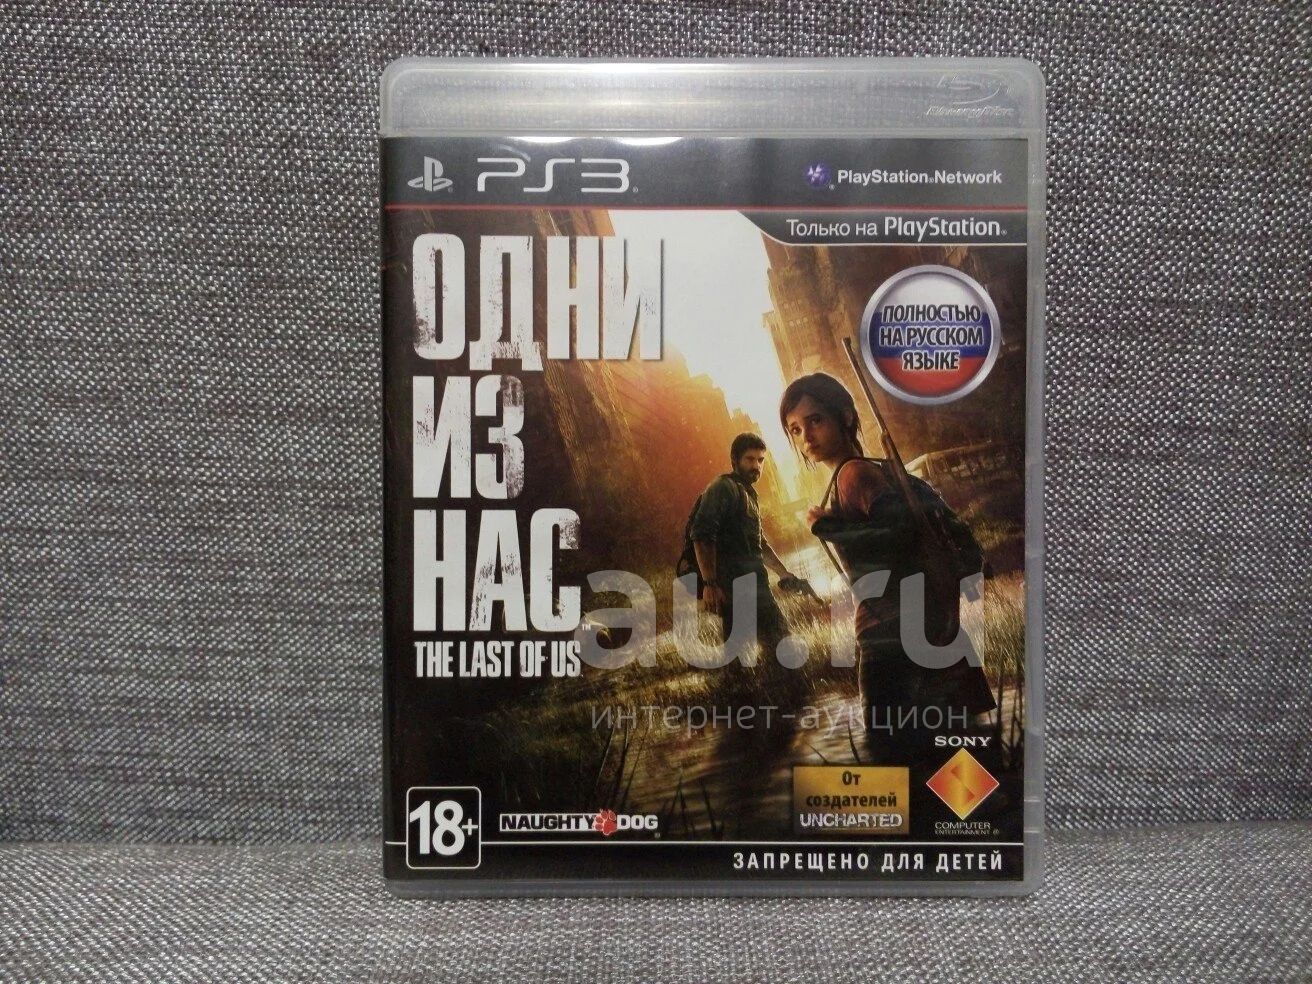 PS3
PlayStation®Network
Только на PlayStation®
ОДНИ
ИЗ
НАС™
THE LAST OF US
ПОЛНОСТЬЮ
НА РУССКОМ
ЯЗЫКЕ
au.ru
интернет-аукцион
18+
NAUGHTY DOG®
От
создателей
UNCHARTED
SONY
COMPUTER
ENTERTAINMENT®
ЗАПРЕЩЕНО ДЛЯ ДЕТЕЙ